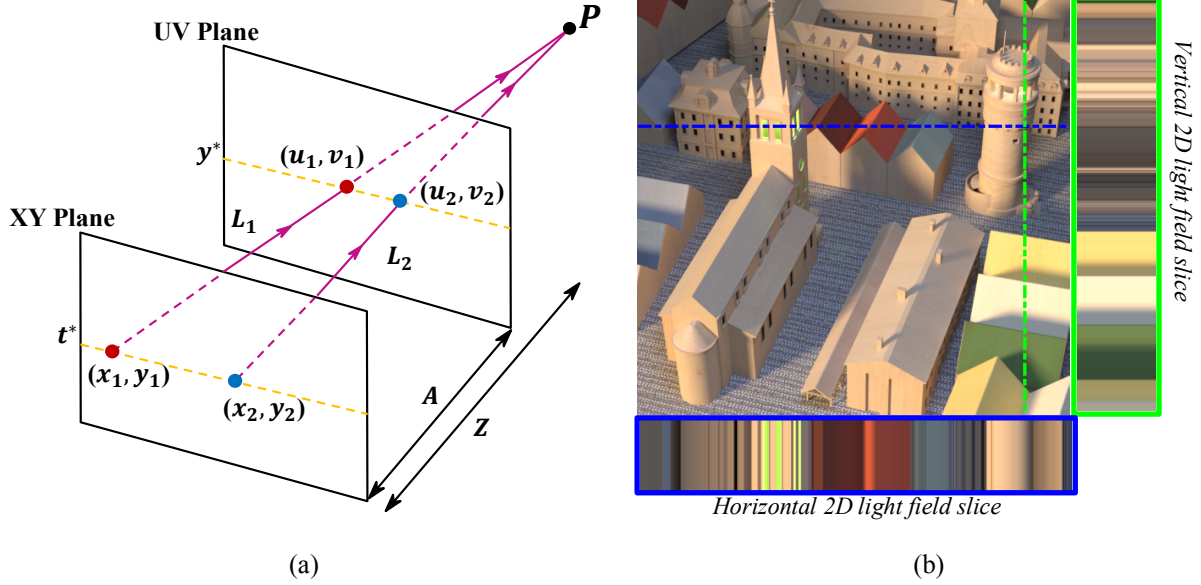 P
UV Plane
y*
(u₁, v₁)
(u₂, v₂)
XY Plane
L₁
L₂
t*
(x₁, y₁)
(x₂, y₂)
A
Z
(a)
Vertical 2D light field slice
Horizontal 2D light field slice
(b)